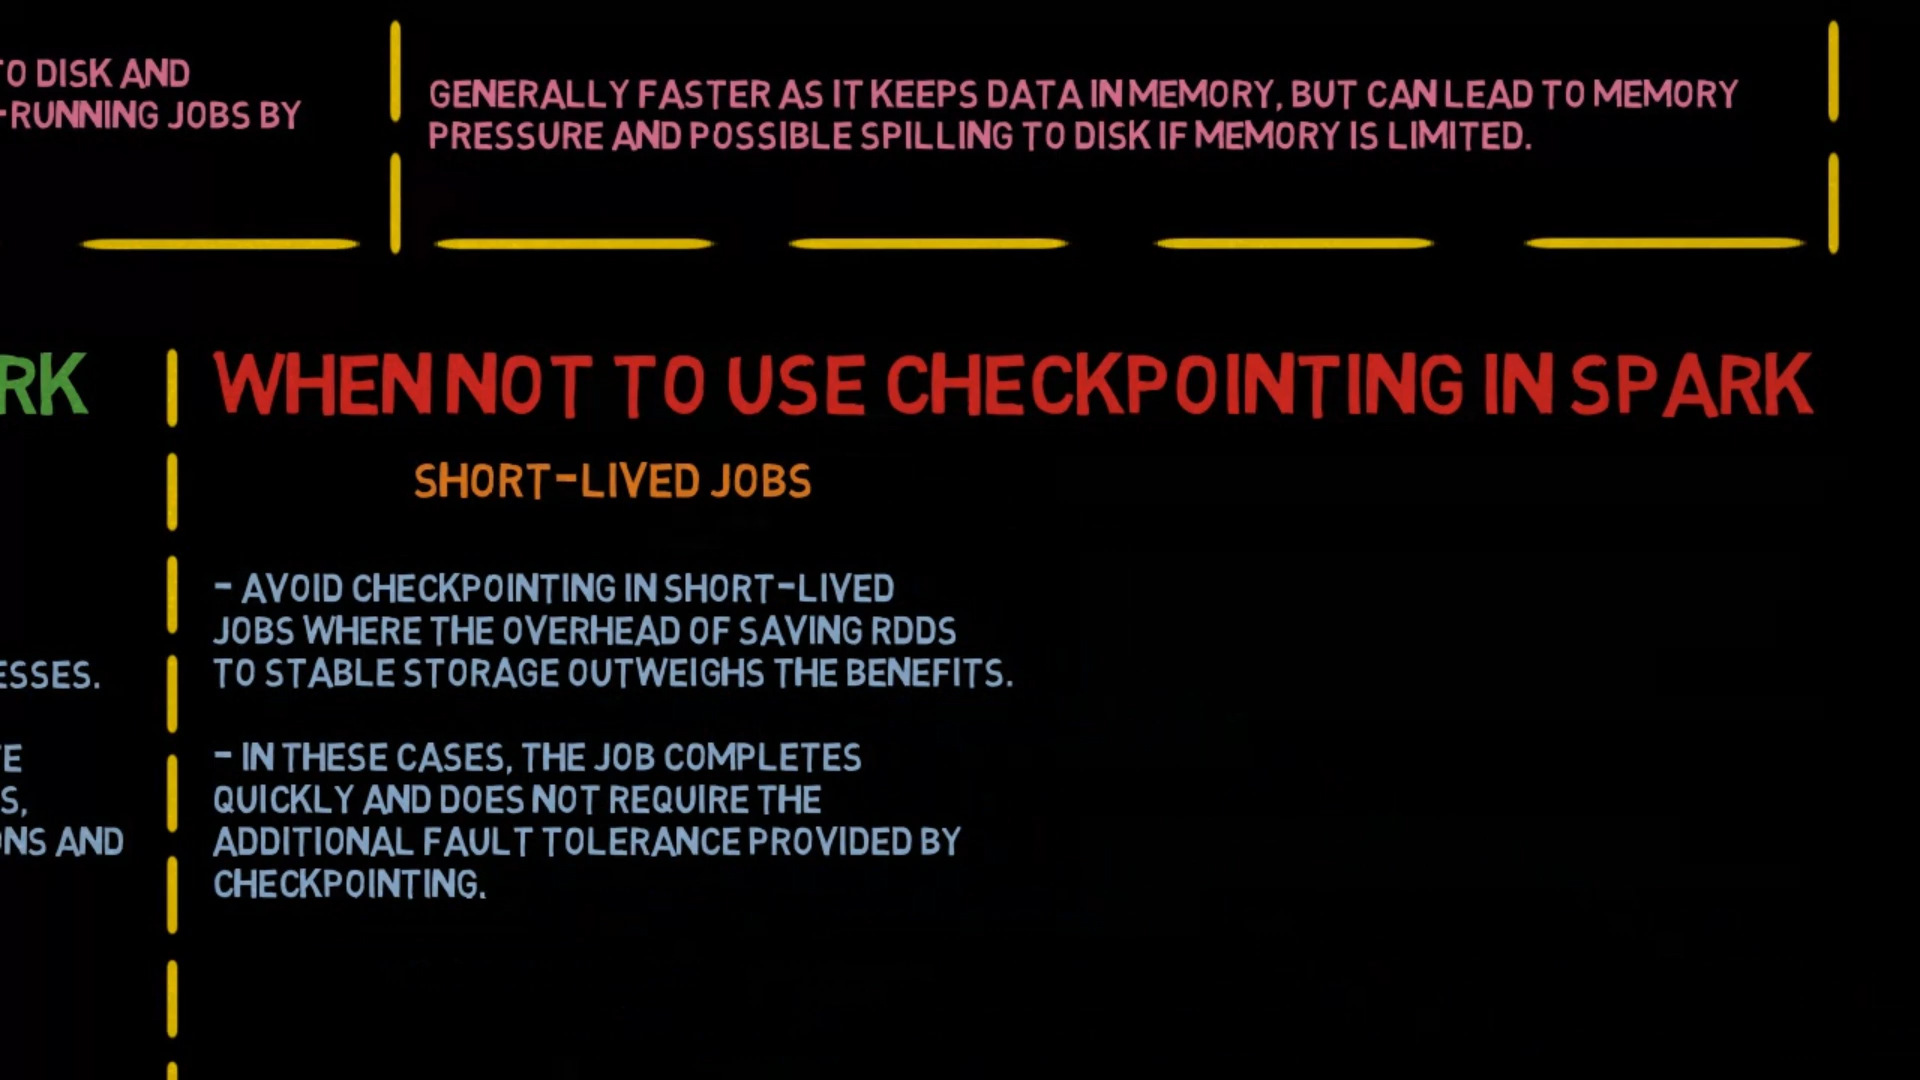 TO DISK AND
-RUNNING JOBS BY
GENERALLY FASTER AS IT KEEPS DATA IN MEMORY, BUT CAN LEAD TO MEMORY
PRESSURE AND POSSIBLE SPILLING TO DISK IF MEMORY IS LIMITED.
WHEN NOT TO USE CHECKPOINTING IN SPARK
SHORT-LIVED JOBS
- AVOID CHECKPOINTING IN SHORT-LIVED
JOBS WHERE THE OVERHEAD OF SAVING RDDS
TO STABLE STORAGE OUTWEIGHS THE BENEFITS.
- IN THESE CASES, THE JOB COMPLETES
QUICKLY AND DOES NOT REQUIRE THE
ADDITIONAL FAULT TOLERANCE PROVIDED BY
CHECKPOINTING.
AND